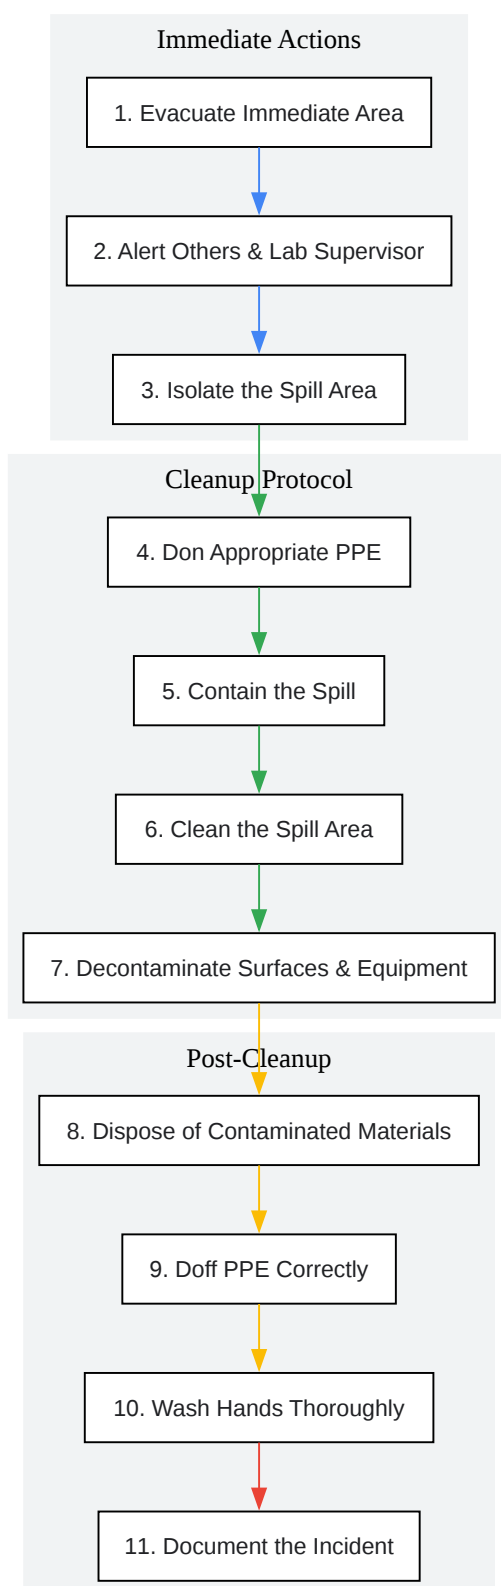 Immediate Actions
1. Evacuate Immediate Area
2. Alert Others & Lab Supervisor
3. Isolate the Spill Area
Cleanup Protocol
4. Don Appropriate PPE
5. Contain the Spill
6. Clean the Spill Area
7. Decontaminate Surfaces & Equipment
Post-Cleanup
8. Dispose of Contaminated Materials
9. Doff PPE Correctly
10. Wash Hands Thoroughly
11. Document the Incident